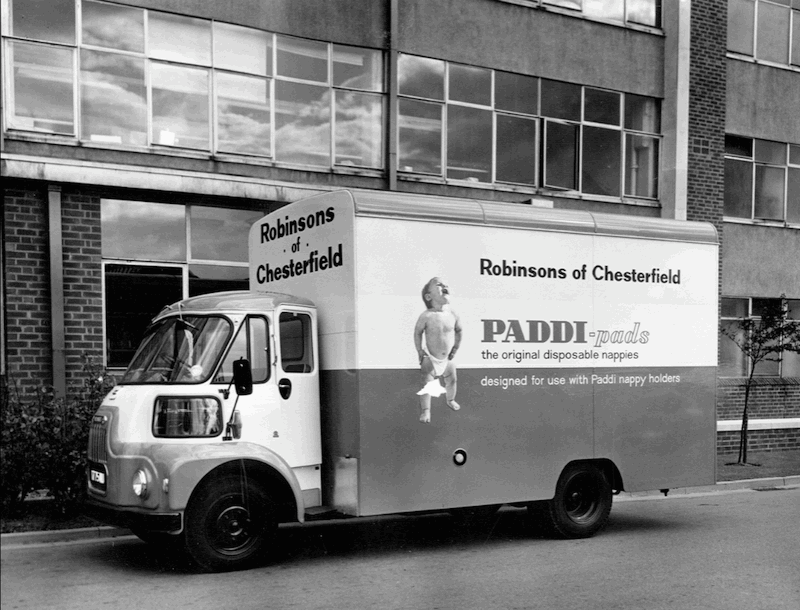 Robinsons
of
Chesterfield
Robinsons of Chesterfield
PADDI-pads
the original disposable nappies
designed for use with Paddi nappy holders